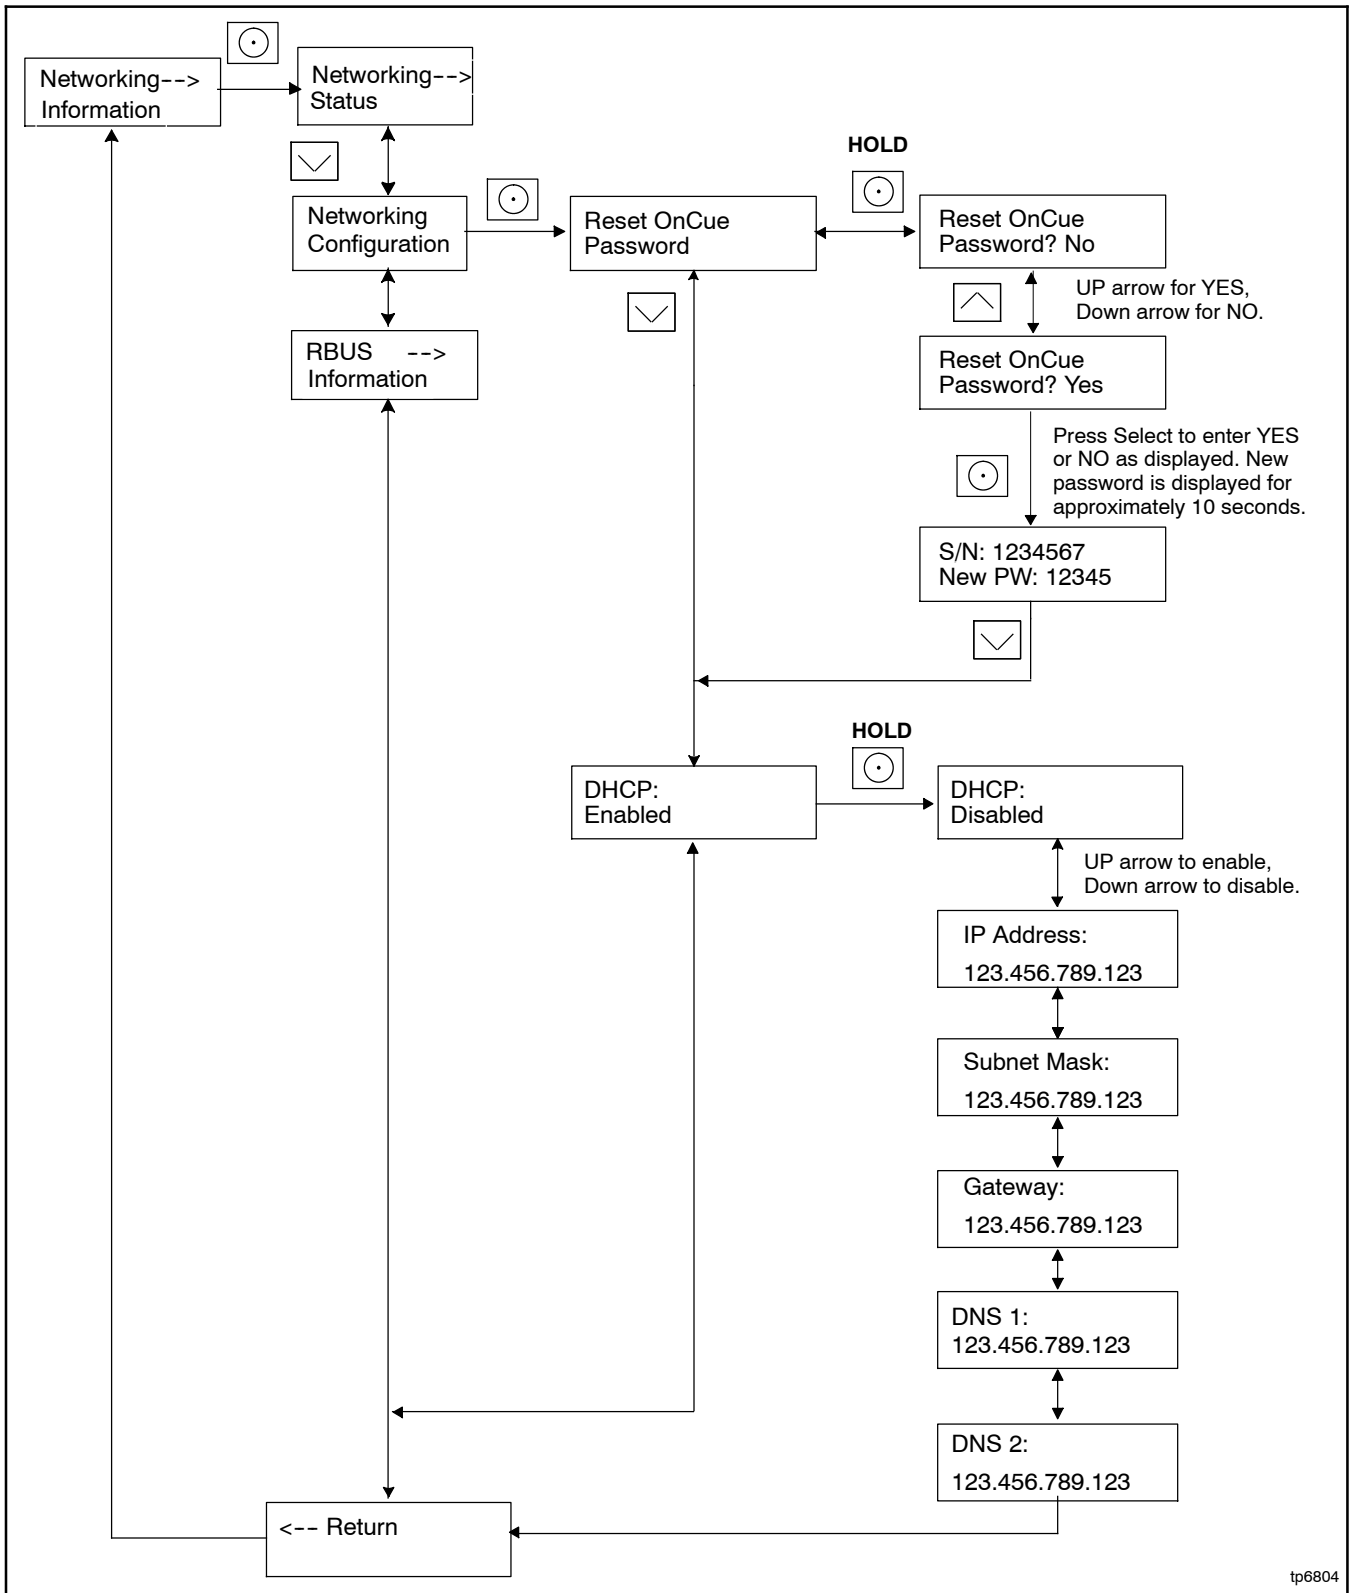 Networking-->
Information
Networking-->
Status
HOLD
Networking
Configuration
Reset OnCue
Password
Reset OnCue
Password? No
UP arrow for YES,
Down arrow for NO.
RBUS -->
Information
Reset OnCue
Password? Yes
Press Select to enter YES
or NO as displayed. New
password is displayed for
approximately 10 seconds.
S/N: 1234567
New PW: 12345
HOLD
DHCP:
Enabled
DHCP:
Disabled
UP arrow to enable,
Down arrow to disable.
IP Address:
123.456.789.123
Subnet Mask:
123.456.789.123
Gateway:
123.456.789.123
DNS 1:
123.456.789.123
DNS 2:
123.456.789.123
<-- Return
tp6804